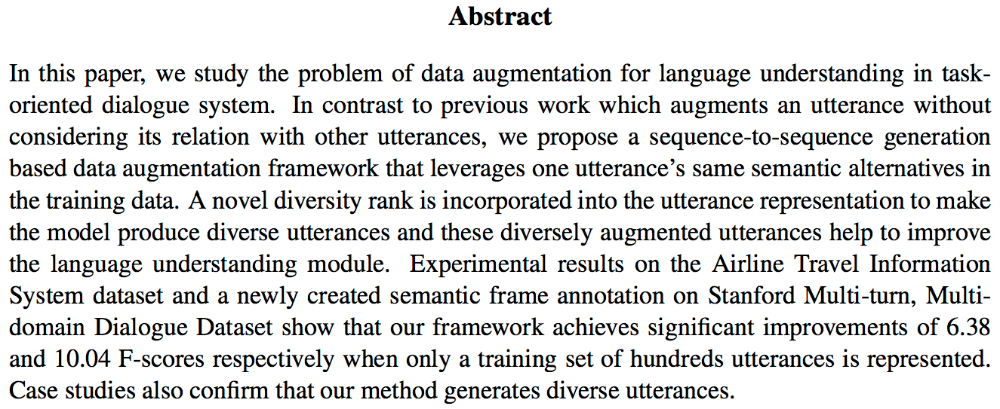 Abstract
In this paper, we study the problem of data augmentation for language understanding in task-
oriented dialogue system. In contrast to previous work which augments an utterance without
considering its relation with other utterances, we propose a sequence-to-sequence generation
based data augmentation framework that leverages one utterance's same semantic alternatives in
the training data. A novel diversity rank is incorporated into the utterance representation to make
the model produce diverse utterances and these diversely augmented utterances help to improve
the language understanding module. Experimental results on the Airline Travel Information
System dataset and a newly created semantic frame annotation on Stanford Multi-turn, Multi-
domain Dialogue Dataset show that our framework achieves significant improvements of 6.38
and 10.04 F-scores respectively when only a training set of hundreds utterances is represented.
Case studies also confirm that our method generates diverse utterances.